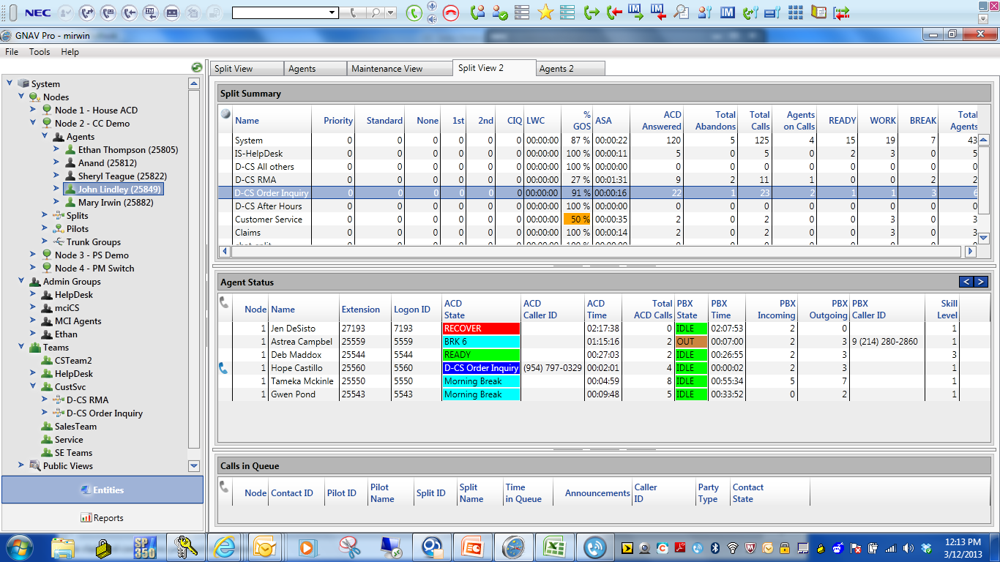 NEC
IM IM IM IM
GNAV Pro - mirwin
File Tools Help
System
Nodes
Node 1 - House ACD
Node 2 - CC Demo
Agents
Ethan Thompson (25805)
Anand (25812)
Sheryl Teague (25822)
John Lindley (25849)
Mary Irwin (25882)
Splits
Pilots
Trunk Groups
Node 3 - PS Demo
Node 4 - PM Switch
Admin Groups
HelpDesk
mciCS
MCI Agents
Ethan
Teams
CSTeam2
HelpDesk
CustSvc
D-CS RMA
D-CS Order Inquiry
SalesTeam
Service
SE Teams
Public Views
Entities
Reports
Split View Agents Maintenance View Split View 2 Agents 2
Split Summary
Name Priority Standard None 1st 2nd CIQ LWC % GOS ASA ACD Answered Total Abandons Total Calls Agents on Calls READY WORK BREAK Total Agents
System 0 0 0 0 0 0 00:00:00 87 % 00:00:22 120 5 125 4 15 19 7 43
IS-HelpDesk 0 0 0 0 0 0 00:00:00 100 % 00:00:11 5 0 5 0 2 3 0 5
D-CS All others 0 0 0 0 0 0 00:00:00 100 % 00:00:00 0 0 0 0 0 0 0 0
D-CS RMA 0 0 0 0 0 0 00:00:00 27 % 00:01:31 9 2 11 1 0 0 2 2
D-CS Order Inquiry 0 0 0 0 0 0 00:00:00 91 % 00:00:16 22 1 23 2 1 1 3 6
D-CS After Hours 0 0 0 0 0 0 00:00:00 100 % 00:00:00 0 0 0 0 0 0 0 0
Customer Service 0 0 0 0 0 0 00:00:00 50 % 00:00:35 2 0 2 0 0 3 0 3
Claims 0 0 0 0 0 0 00:00:00 100 % 00:00:14 2 0 2 0 0 3 0 3
Agent Status
< >
Node Name Extension Logon ID ACD State ACD Caller ID ACD Time Total ACD Calls PBX State PBX Time PBX Incoming PBX Outgoing PBX Caller ID Skill Level
1 Jen DeSisto 27193 7193 RECOVER 02:17:38 0 IDLE 02:07:53 2 0 1
1 Astrea Campbel 25559 5559 BRK 6 01:15:16 2 OUT 00:07:00 2 3 9 (214) 280-2860 1
1 Deb Maddox 25544 5544 READY 00:27:03 2 IDLE 00:26:55 2 3 3
1 Hope Castillo 25560 5560 D-CS Order Inquiry (954) 797-0329 00:02:01 4 IDLE 00:00:02 2 3 1
1 Tameka Mckinle 25550 5550 Morning Break 00:04:59 8 IDLE 00:55:34 5 7 1
1 Gwen Pond 25543 5543 Morning Break 00:09:48 5 IDLE 00:33:52 0 2 1
Calls in Queue
Node Contact ID Pilot ID Pilot Name Split ID Split Name Time in Queue Announcements Caller ID Party Type Contact State
SP 350
12:13 PM
3/12/2013